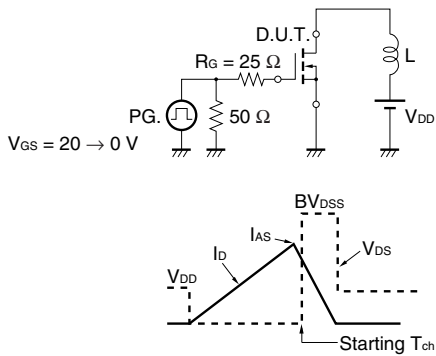 D.U.T.
RG = 25 Ω
L
PG.
50 Ω
VDD
VGS = 20 → 0 V
BVDSS
IAS
ID
VDS
VDD
Starting Tch